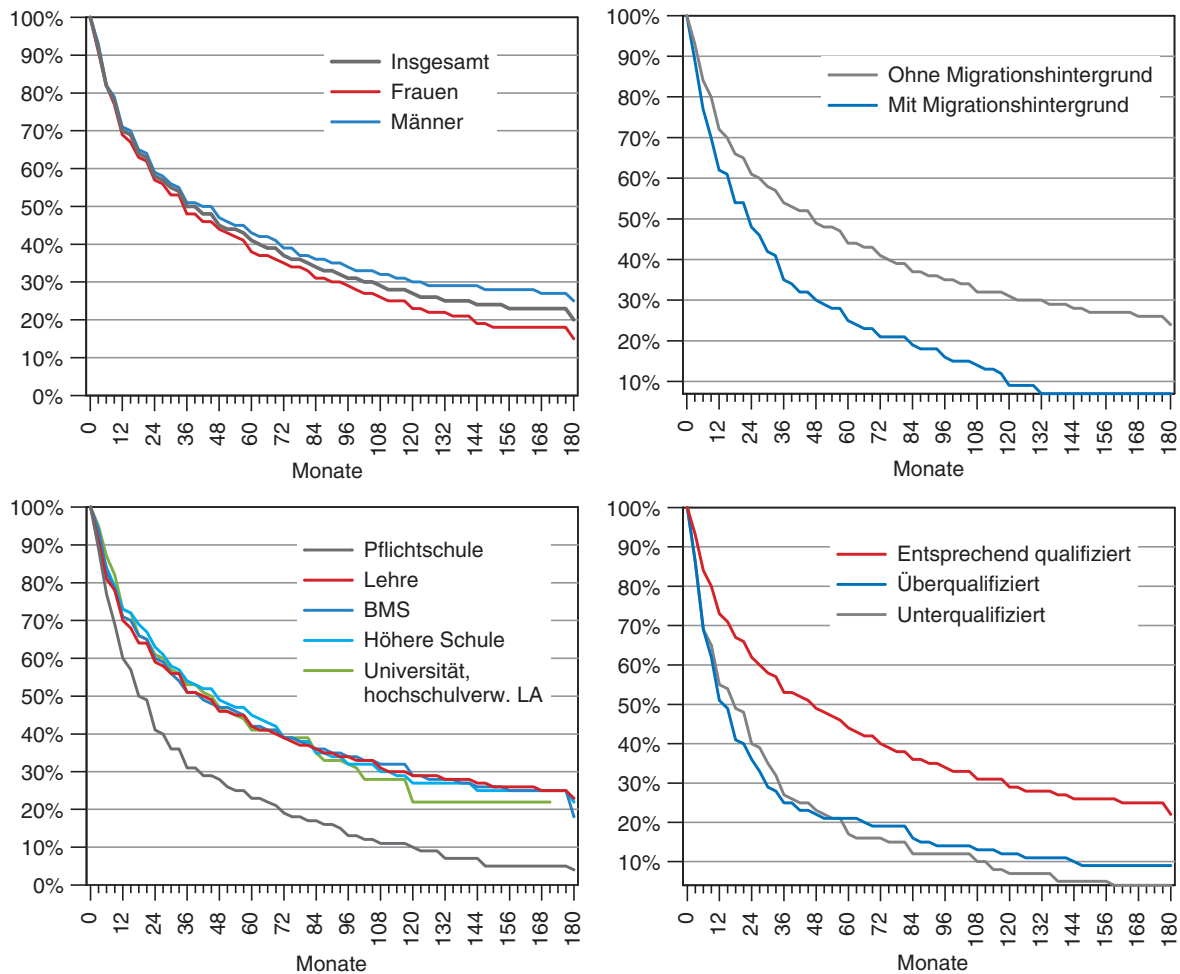 100%
90%
80%
70%
60%
50%
40%
30%
20%
10%
0%
Insgesamt
Frauen
Männer
0 12 24 36 48 60 72 84 96 108 120 132 144 156 168 180
Monate
100%
90%
80%
70%
60%
50%
40%
30%
20%
10%
Ohne Migrationshintergrund
Mit Migrationshintergrund
0 12 24 36 48 60 72 84 96 108 120 132 144 156 168 180
Monate
100%
90%
80%
70%
60%
50%
40%
30%
20%
10%
0%
Pflichtschule
Lehre
BMS
Höhere Schule
Universität,
hochschulverw. LA
0 12 24 36 48 60 72 84 96 108 120 132 144 156 168 180
Monate
100%
90%
80%
70%
60%
50%
40%
30%
20%
10%
Entsprechend qualifiziert
Überqualifiziert
Unterqualifiziert
0 12 24 36 48 60 72 84 96 108 120 132 144 156 168 180
Monate